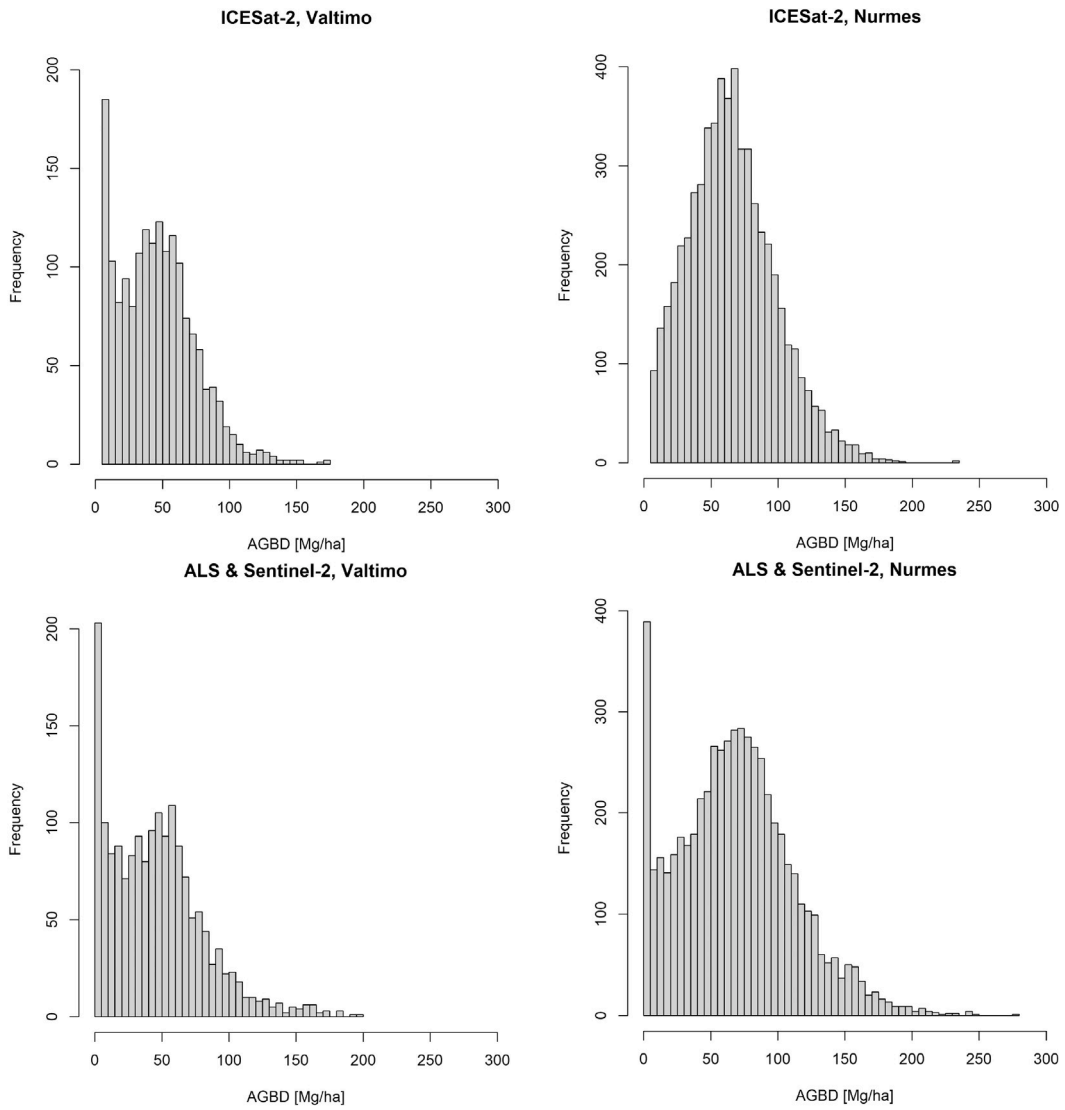 ICESat-2, Valtimo
200
150
100
50
0
Frequency
0 50 100 150 200 250 300
AGBD [Mg/ha]
ICESat-2, Nurmes
400
300
200
100
0
Frequency
0 50 100 150 200 250 300
AGBD [Mg/ha]
ALS & Sentinel-2, Valtimo
200
150
100
50
0
Frequency
0 50 100 150 200 250 300
AGBD [Mg/ha]
ALS & Sentinel-2, Nurmes
400
300
200
100
0
Frequency
0 50 100 150 200 250 300
AGBD [Mg/ha]